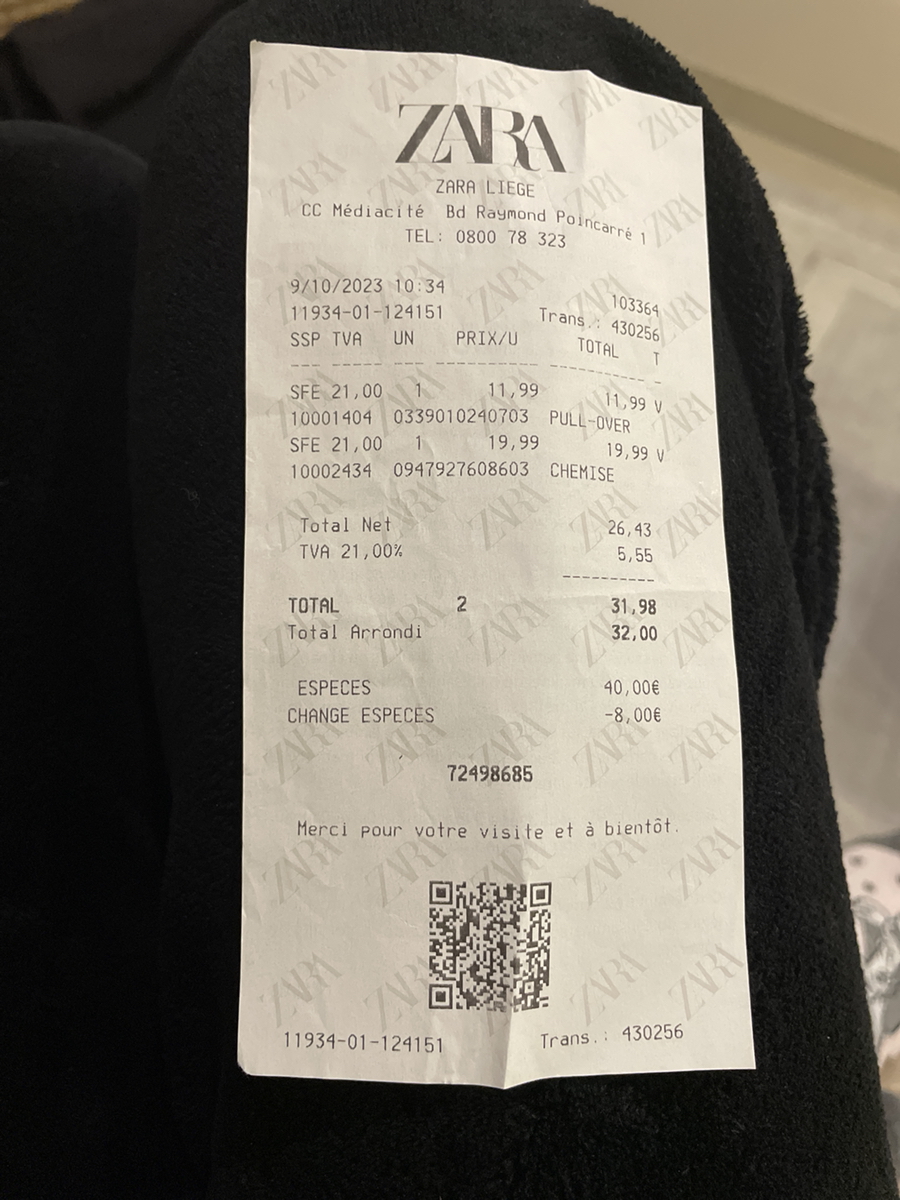 ZARA
ZARA LIEGE
CC Médiacité Bd Raymond Poincarré 1
TEL: 0800 78 323
9/10/2023 10:34 103364
11934-01-124151 Trans.: 430256
SSP TVA UN PRIX/U TOTAL T
--- ----- --- ---------- ---------- -
SFE 21,00 1 11,99 11,99 V
10001404 0339010240703 PULL-OVER
SFE 21,00 1 19,99 19,99 V
10002434 0947927608603 CHEMISE
Total Net 26,43
TVA 21,00% 5,55
----------
TOTAL 2 31,98
Total Arrondi 32,00
ESPECES 40,00€
CHANGE ESPECES -8,00€
72498685
Merci pour votre visite et à bientôt.
11934-01-124151 Trans.: 430256